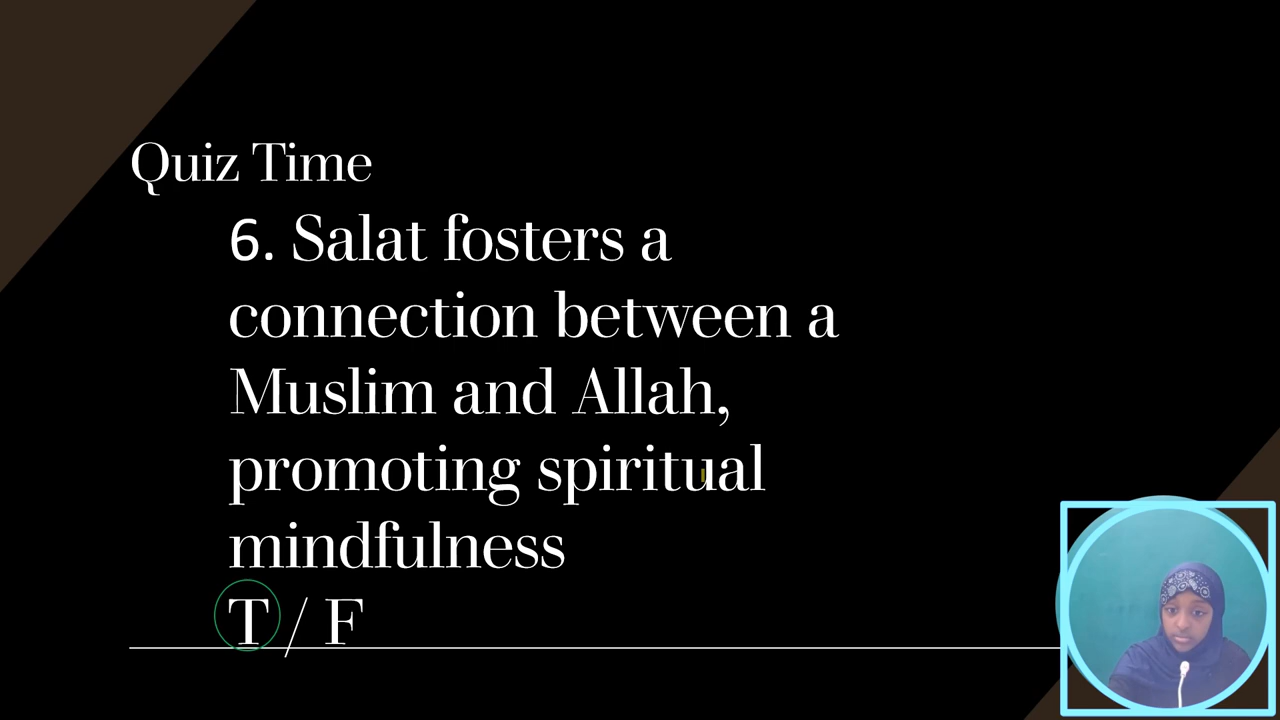 Quiz Time
6. Salat fosters a
connection between a
Muslim and Allah,
promoting spiritual
mindfulness
T / F